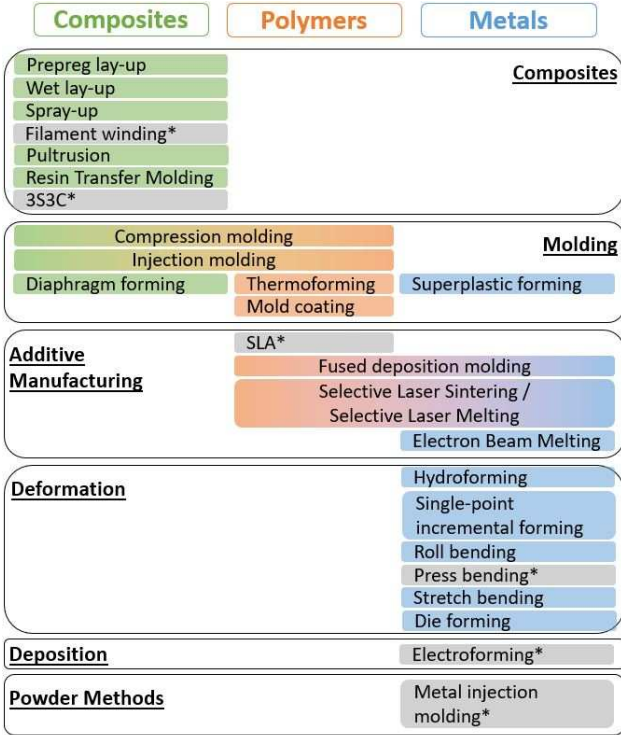 Composites Polymers Metals
Composites
Prepreg lay-up
Wet lay-up
Spray-up
Filament winding*
Pultrusion
Resin Transfer Molding
3S3C*
Molding
Compression molding
Injection molding
Diaphragm forming Thermoforming Superplastic forming
Mold coating
Additive
Manufacturing
SLA*
Fused deposition molding
Selective Laser Sintering /
Selective Laser Melting
Electron Beam Melting
Deformation
Hydroforming
Single-point
incremental forming
Roll bending
Press bending*
Stretch bending
Die forming
Deposition
Electroforming*
Powder Methods
Metal injection
molding*